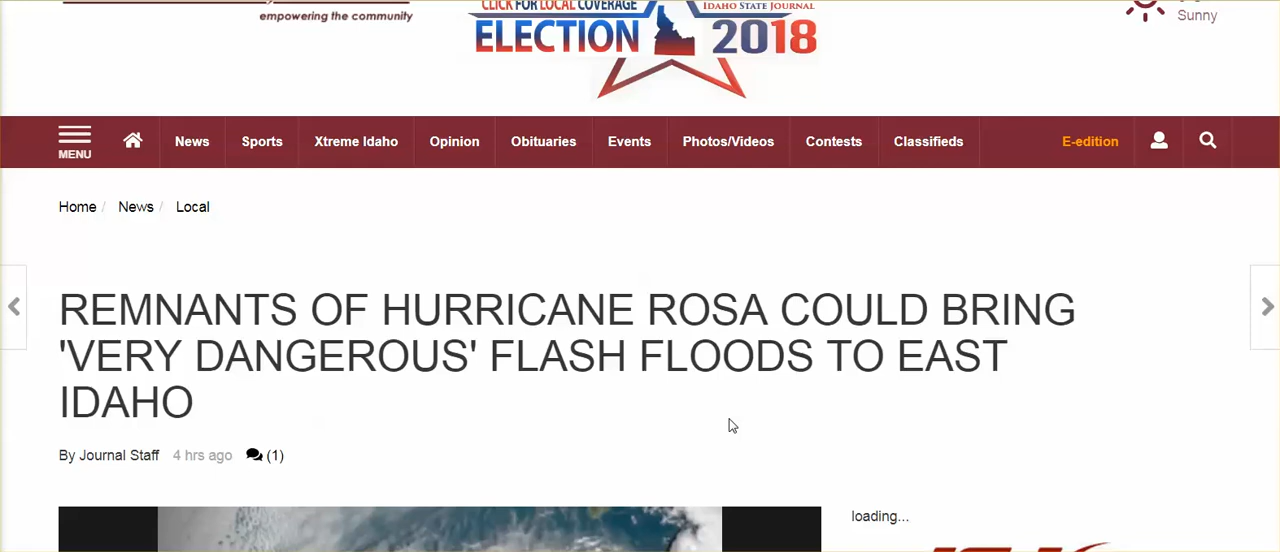 empowering the community
CLICK FOR LOCAL COVERAGE
IDAHO STATE JOURNAL
ELECTION 2018
Sunny
MENU
News
Sports
Xtreme Idaho
Opinion
Obituaries
Events
Photos/Videos
Contests
Classifieds
E-edition
Home / News / Local
REMNANTS OF HURRICANE ROSA COULD BRING
'VERY DANGEROUS' FLASH FLOODS TO EAST
IDAHO
By Journal Staff 4 hrs ago (1)
loading...